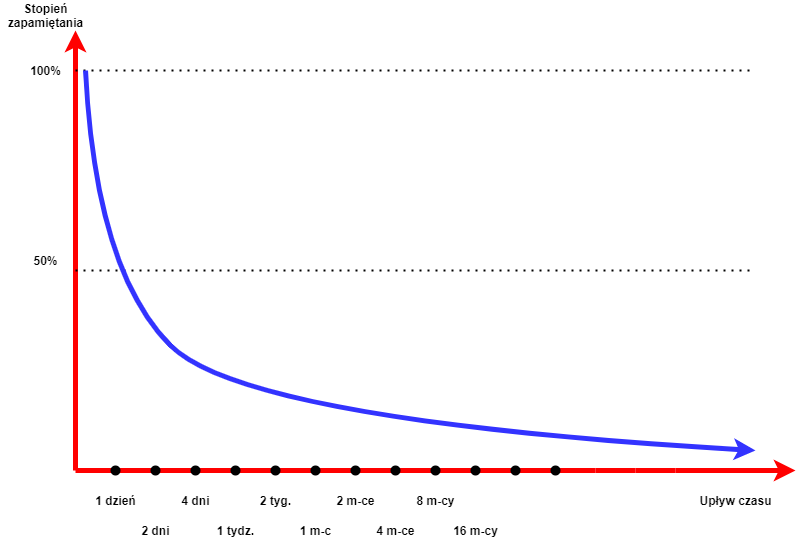 Stopień
zapamiętania
100%
50%
1 dzień
4 dni
2 tyg.
2 m-ce
8 m-cy
Upływ czasu
2 dni
1 tydz.
1 m-c
4 m-ce
16 m-cy